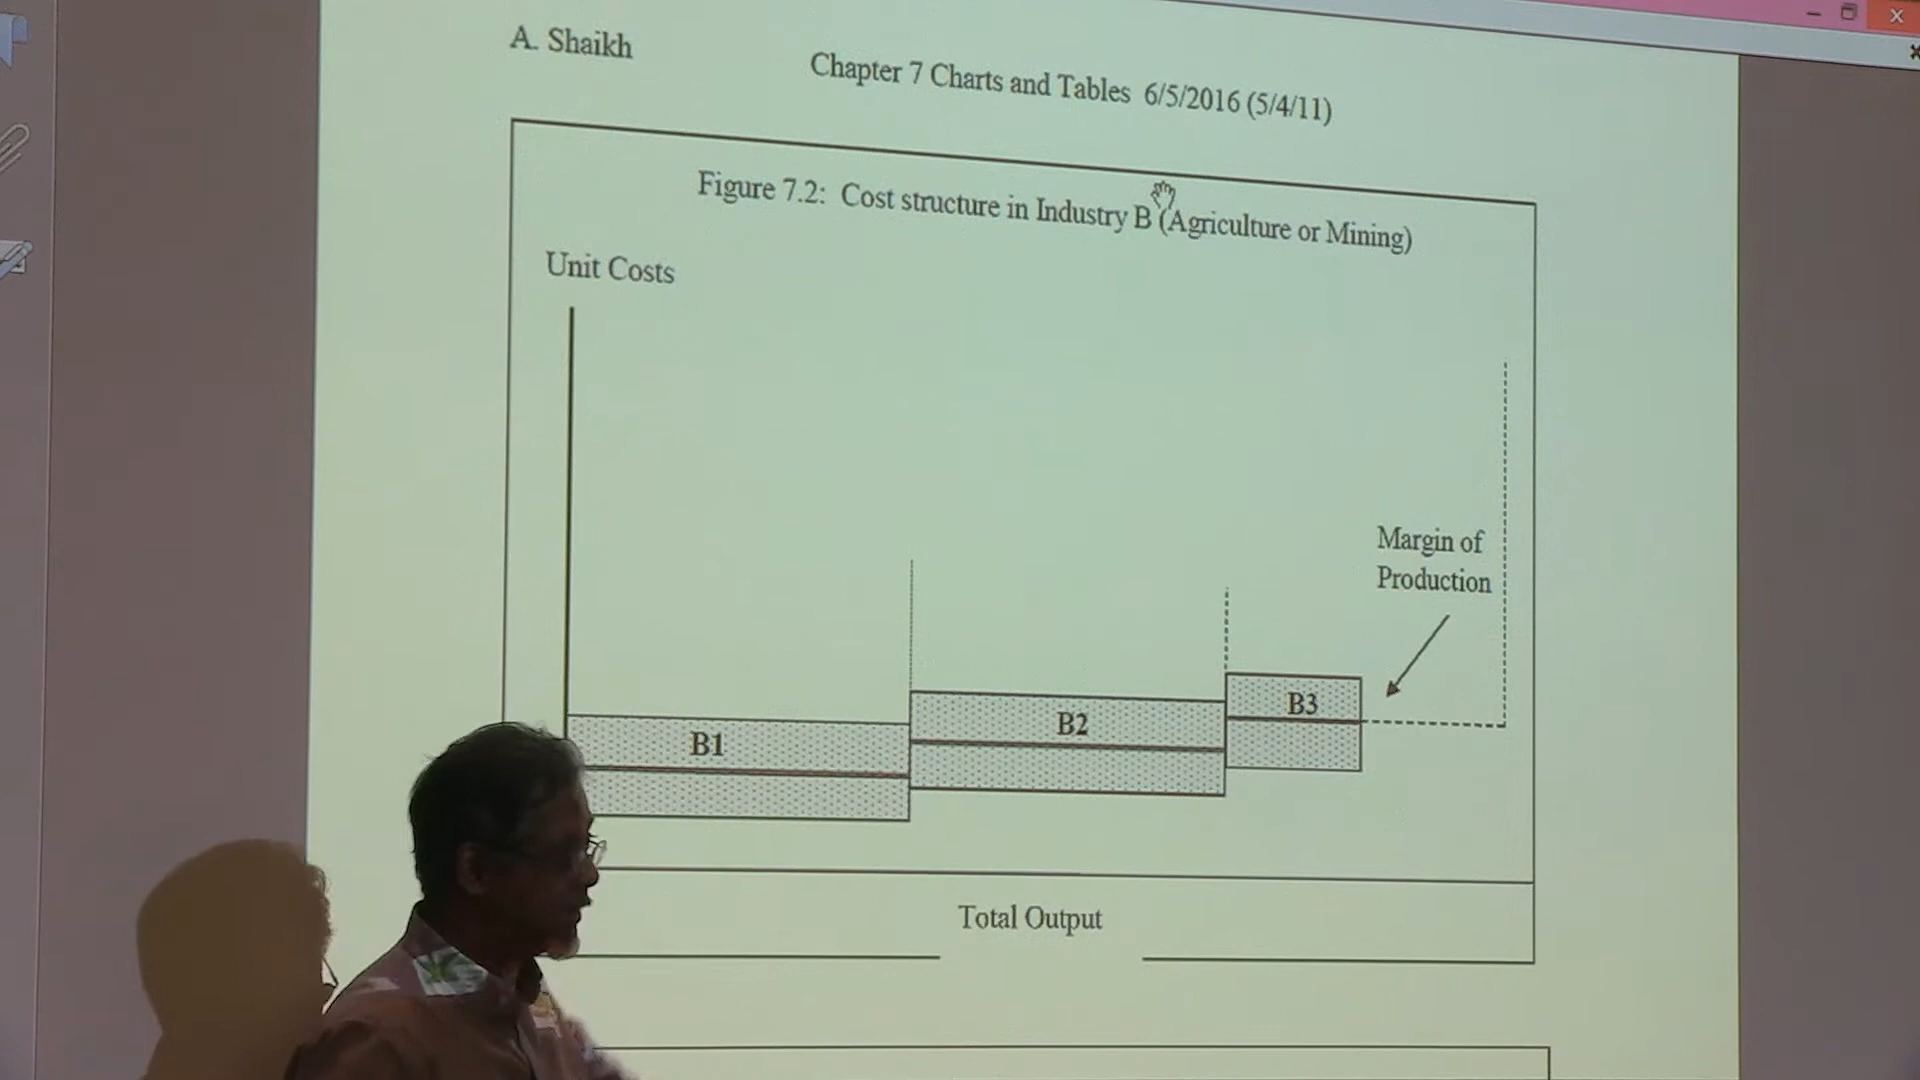 A. Shaikh
Chapter 7 Charts and Tables 6/5/2016 (5/4/11)
Figure 7.2: Cost structure in Industry B (Agriculture or Mining)
Unit Costs
Margin of
Production
B1
B2
B3
Total Output